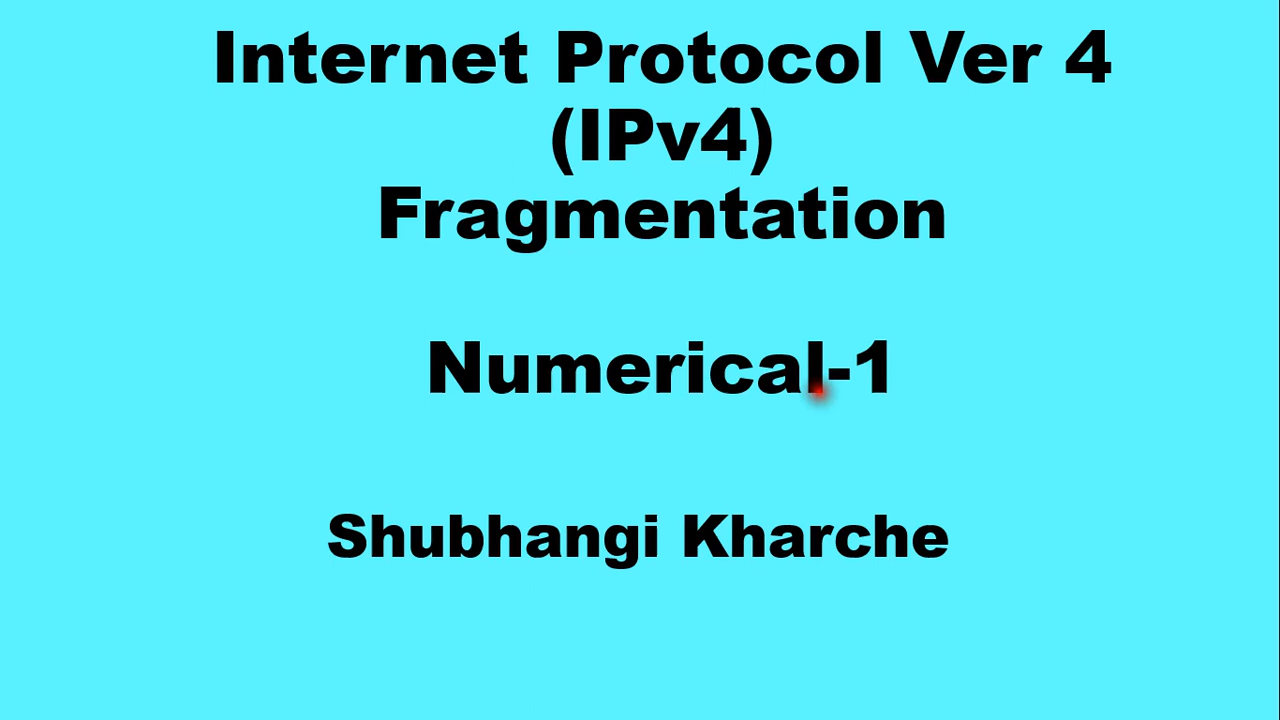 Internet Protocol Ver 4
(IPv4)
Fragmentation
Numerical-1
Shubhangi Kharche